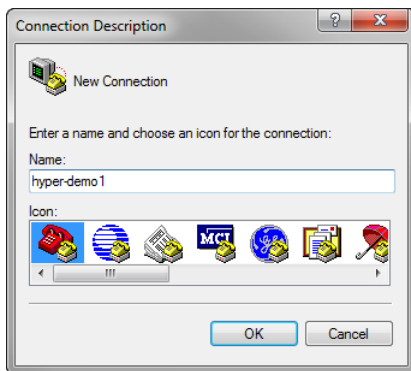 Connection Description
?
New Connection
Enter a name and choose an icon for the connection:
Name:
hyper-demo1
Icon:
MCI
OK Cancel